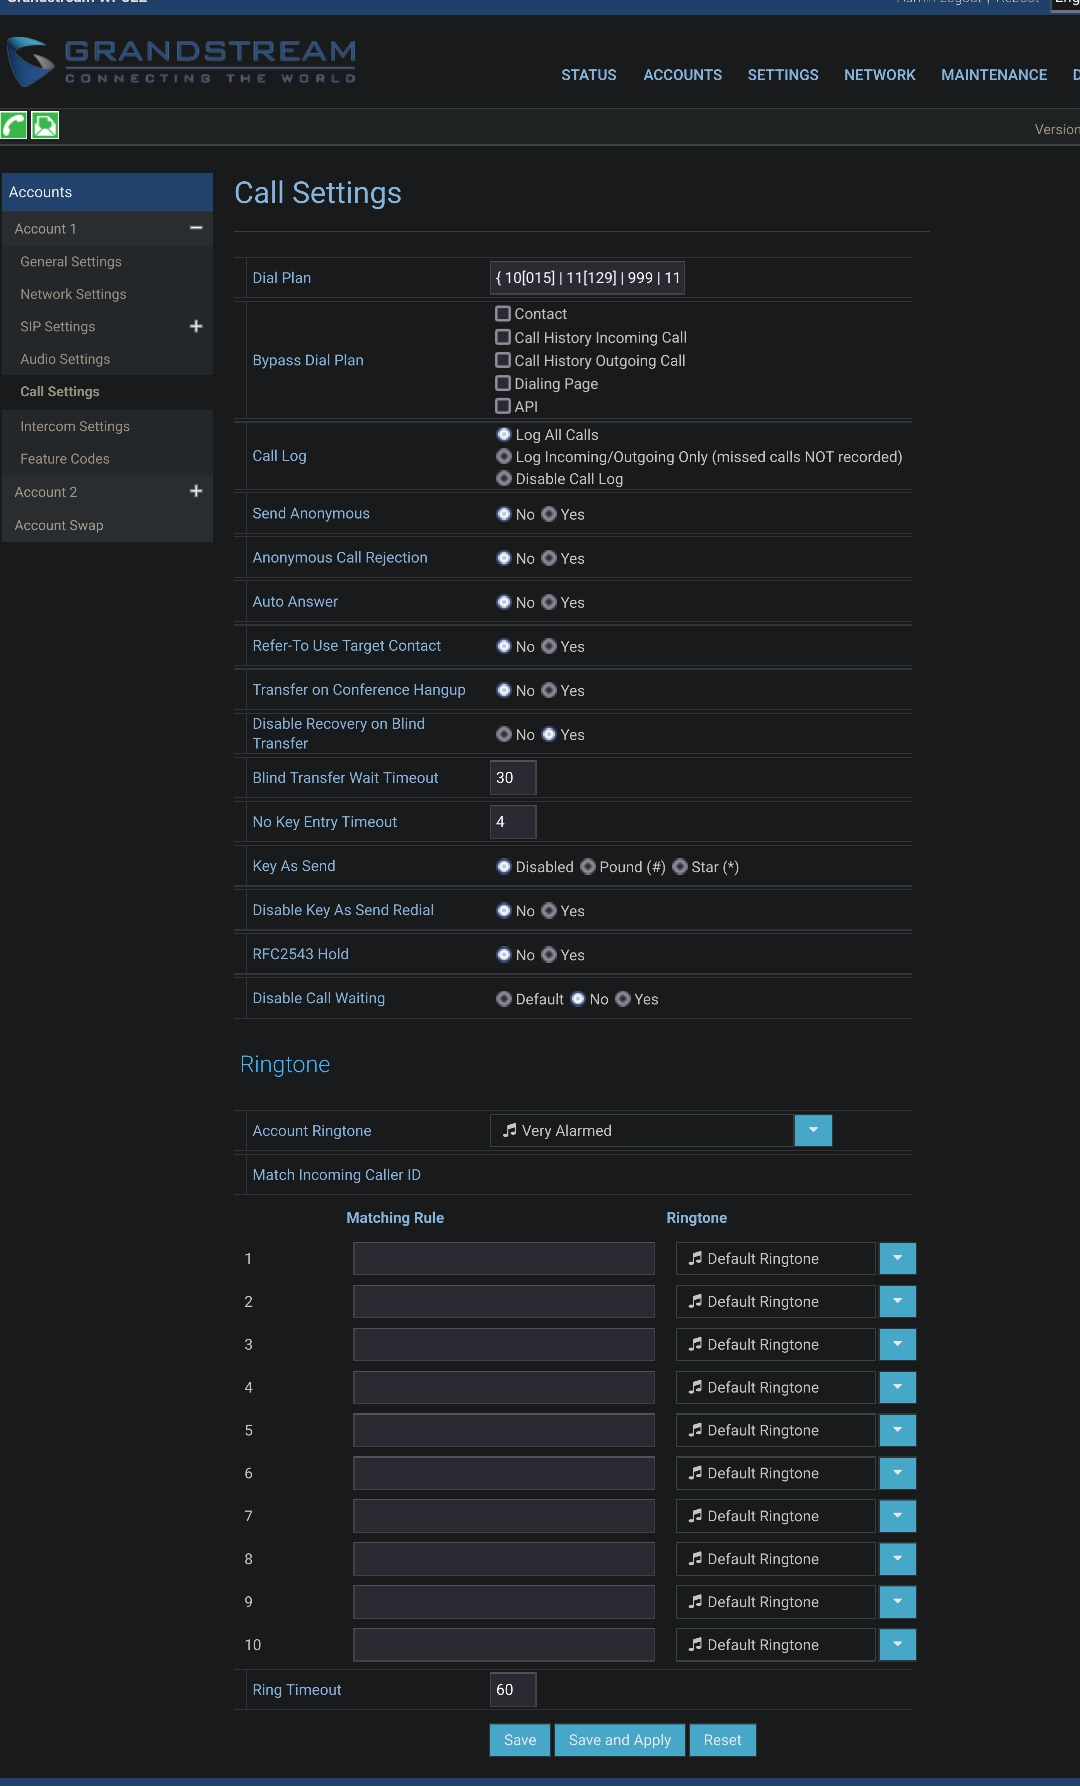 GRANDSTREAM
CONNECTING THE WORLD
STATUS ACCOUNTS SETTINGS NETWORK MAINTENANCE
Version
Accounts
Account 1
General Settings
Network Settings
SIP Settings
Audio Settings
Call Settings
Intercom Settings
Feature Codes
Account 2
Account Swap
Call Settings
Dial Plan { 10[015] | 11[129] | 999 | 11
Bypass Dial Plan
Contact
Call History Incoming Call
Call History Outgoing Call
Dialing Page
API
Call Log
Log All Calls
Log Incoming/Outgoing Only (missed calls NOT recorded)
Disable Call Log
Send Anonymous No Yes
Anonymous Call Rejection No Yes
Auto Answer No Yes
Refer-To Use Target Contact No Yes
Transfer on Conference Hangup No Yes
Disable Recovery on Blind
Transfer No Yes
Blind Transfer Wait Timeout 30
No Key Entry Timeout 4
Key As Send Disabled Pound (#) Star (*)
Disable Key As Send Redial No Yes
RFC2543 Hold No Yes
Disable Call Waiting Default No Yes
Ringtone
Account Ringtone Very Alarmed
Match Incoming Caller ID
Matching Rule Ringtone
1 Default Ringtone
2 Default Ringtone
3 Default Ringtone
4 Default Ringtone
5 Default Ringtone
6 Default Ringtone
7 Default Ringtone
8 Default Ringtone
9 Default Ringtone
10 Default Ringtone
Ring Timeout 60
Save Save and Apply Reset